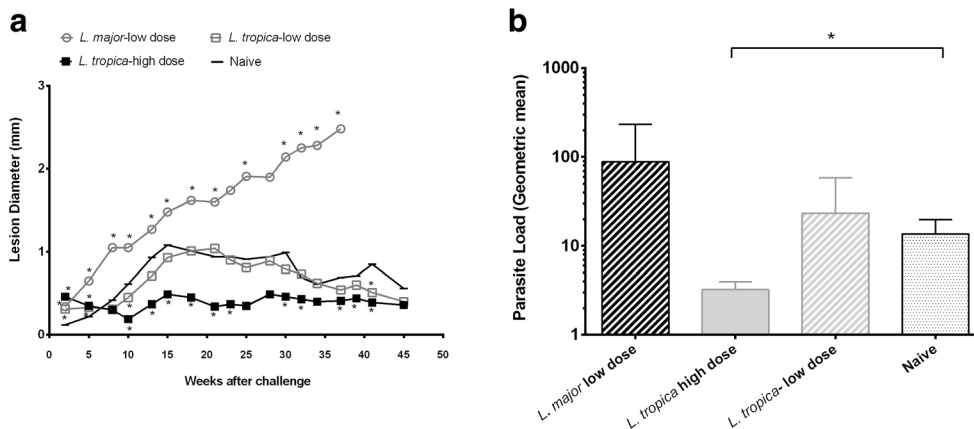 a
L. major-low dose
L. tropica-low dose
L. tropica-high dose
Naive
Lesion Diameter (mm)
3
2
1
0
0 5 10 15 20 25 30 35 40 45 50
Weeks after challenge
* * * * * * * * * * * * * *
* * * * * * * * * * * * * * *
b
*
Parasite Load (Geometric mean)
1000
100
10
1
L. major low dose
L. tropica high dose
L. tropica- low dose
Naive